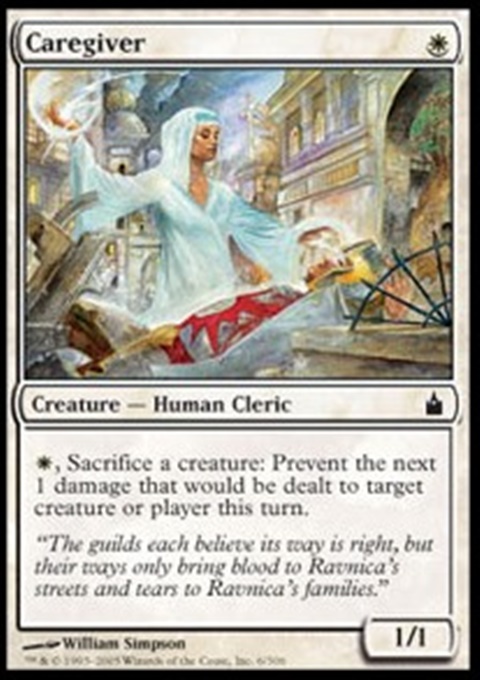 Caregiver
Creature — Human Cleric
, Sacrifice a creature: Prevent the next
1 damage that would be dealt to target
creature or player this turn.
“The guilds each believe its way is right, but
their ways only bring blood to Ravnica’s
streets and tears to Ravnica’s families.”
William Simpson
1/1
™ & © 1993–2005 Wizards of the Coast, Inc. 6/306